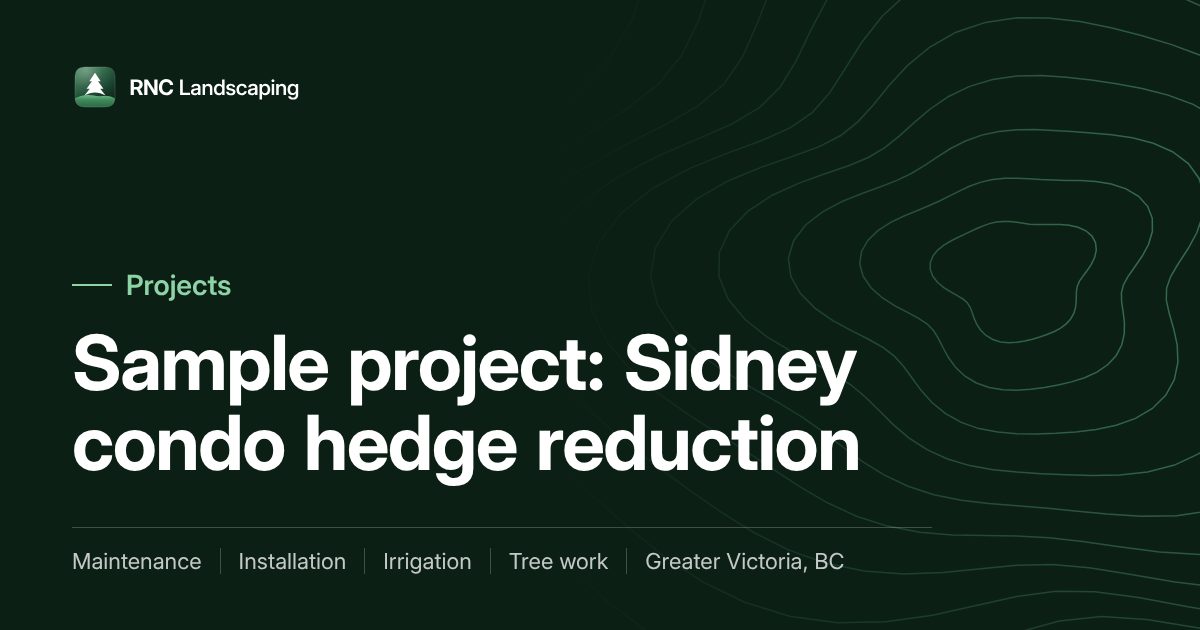 RNC Landscaping
Projects
Sample project: Sidney
condo hedge reduction
Maintenance | Installation | Irrigation | Tree work | Greater Victoria, BC